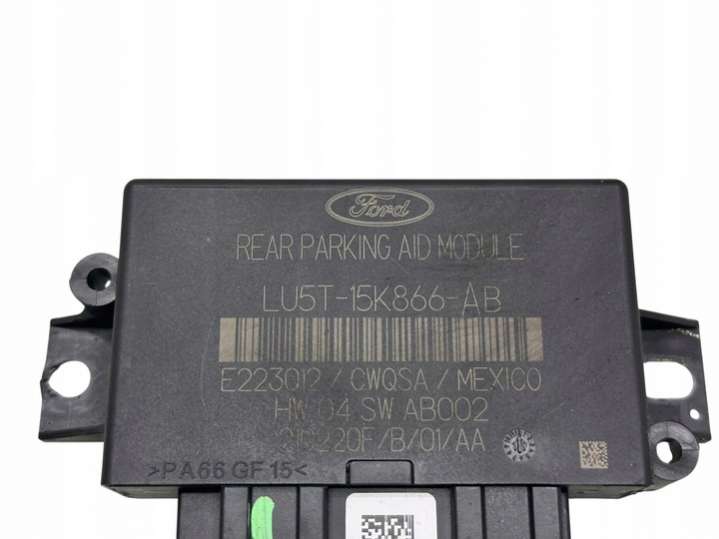 Ford
REAR PARKING AID MODULE
LU5T-15K866-AB
E223012 / CWQSA / MEXICO
HW 04 SW AB002
>PA66 GF 15<